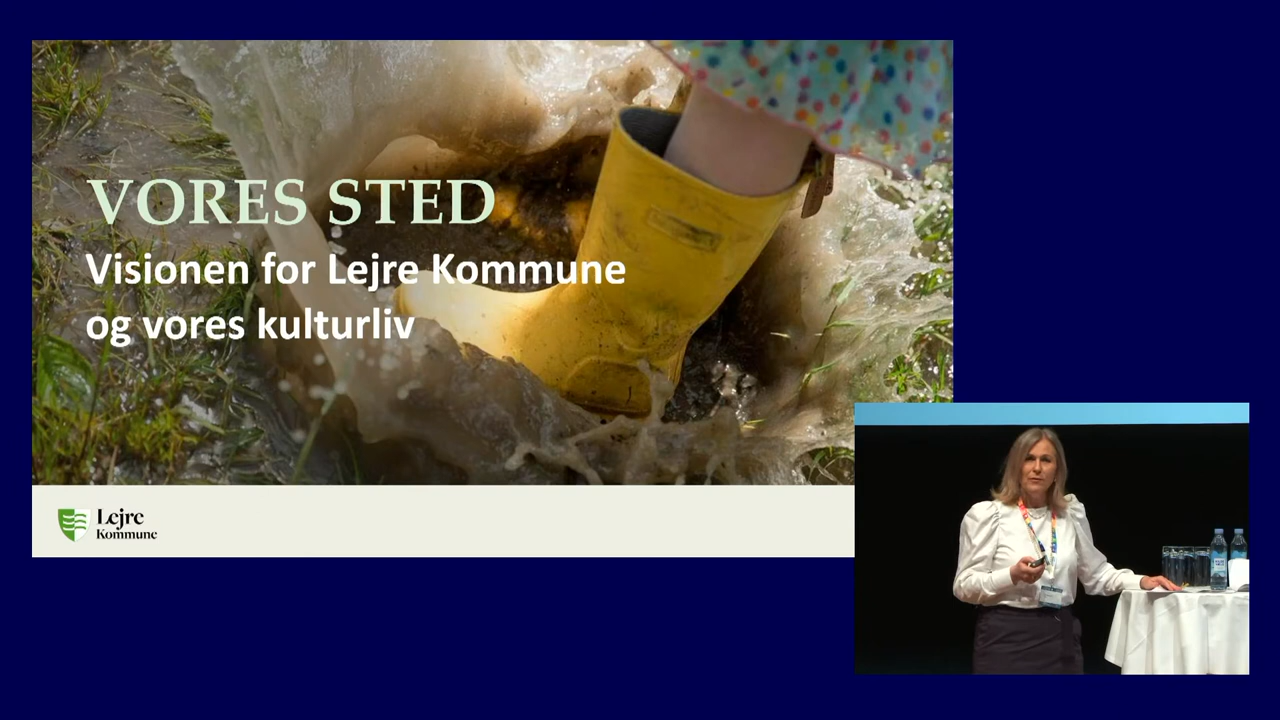 VORES STED
Visionen for Lejre Kommune
og vores kulturliv
Lejre
Kommune